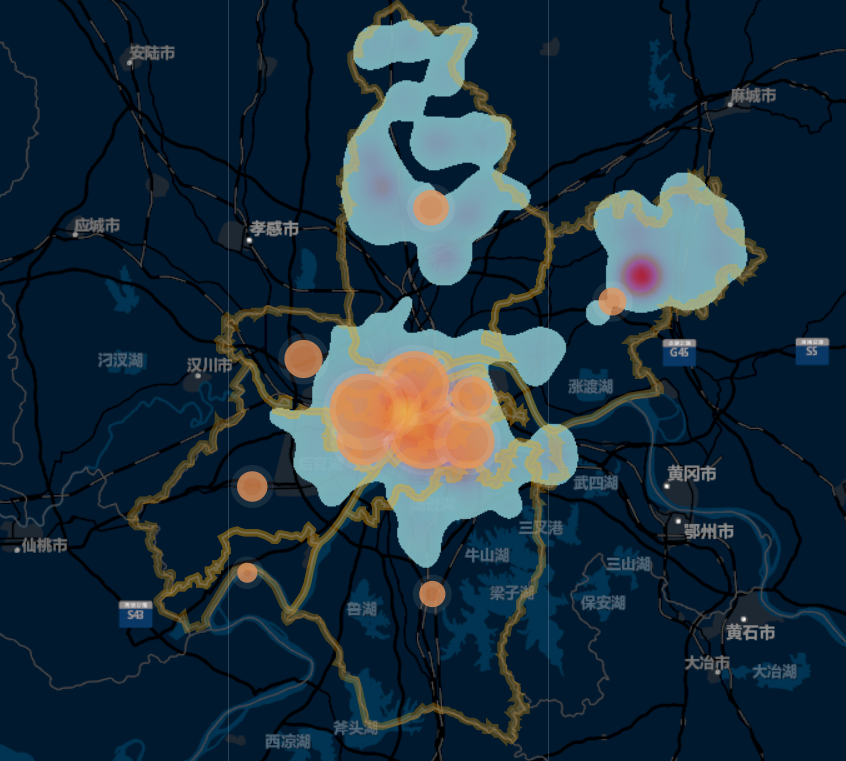 安陆市
麻城市
应城市
孝感市
G45
S5
刁汊湖
汉川市
涨渡湖
黄冈市
武四湖
三叉港
鄂州市
仙桃市
牛山湖
三山湖
梁子湖
保安湖
鲁湖
S43
黄石市
大冶市
大冶湖
斧头湖
西凉湖